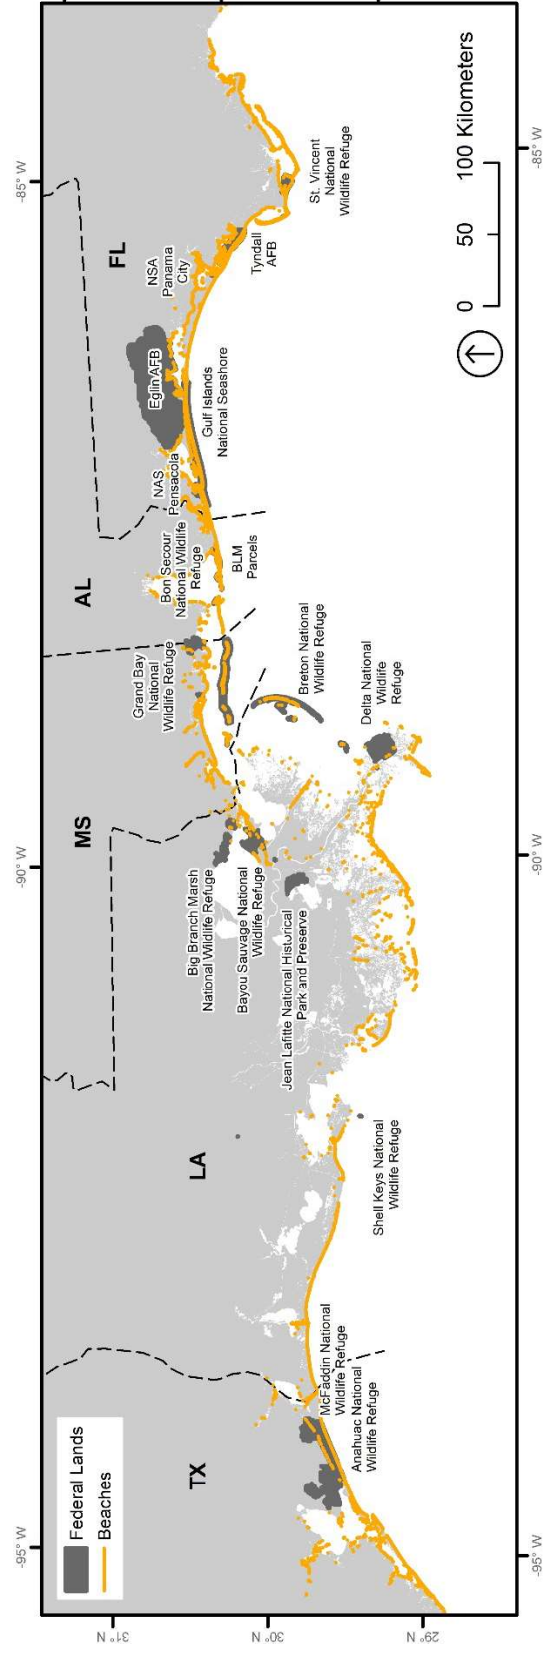 -95° W
-90° W
-85° W
31° N
30° N
29° N
Federal Lands
Beaches
TX
LA
MS
AL
FL
McFaddin National
Wildlife Refuge
Anahuac National
Wildlife Refuge
Shell Keys National
Wildlife Refuge
Big Branch Marsh
National Wildlife Refuge
Bayou Sauvage National
Wildlife Refuge
Jean Lafitte National Historical
Park and Preserve
Grand Bay
National
Wildlife Refuge
Breton National
Wildlife Refuge
Delta National
Wildlife
Refuge
Bon Secour
National Wildlife
Refuge
BLM
Parcels
NAS
Pensacola
Eglin AFB
Gulf Islands
National Seashore
NSA
Panama
City
Tyndall
AFB
St. Vincent
National
Wildlife Refuge
0 50 100 Kilometers
-95° W
-90° W
-85° W